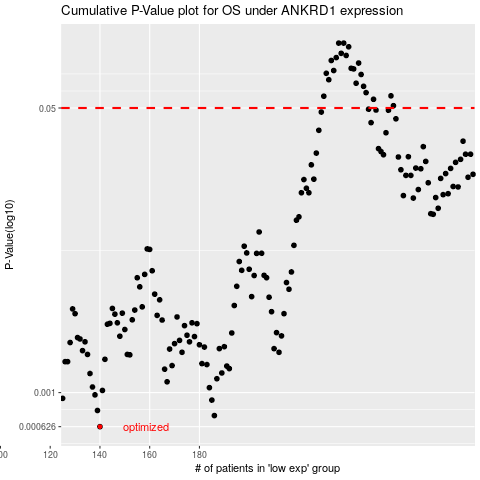 Cumulative P-Value plot for OS under ANKRD1 expression
P-Value(log10)
0.05
0.001
0.000626
optimized
00
120
140
160
180
# of patients in 'low exp' group